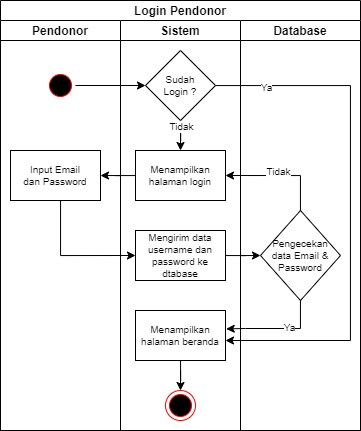 Login Pendonor
Pendonor
Sistem
Database
Sudah
Login ?
Ya
Tidak
Input Email
dan Password
Menampilkan
halaman login
Tidak
Mengirim data
username dan
password ke
dtabase
Pengecekan
data Email &
Password
Ya
Menampilkan
halaman beranda